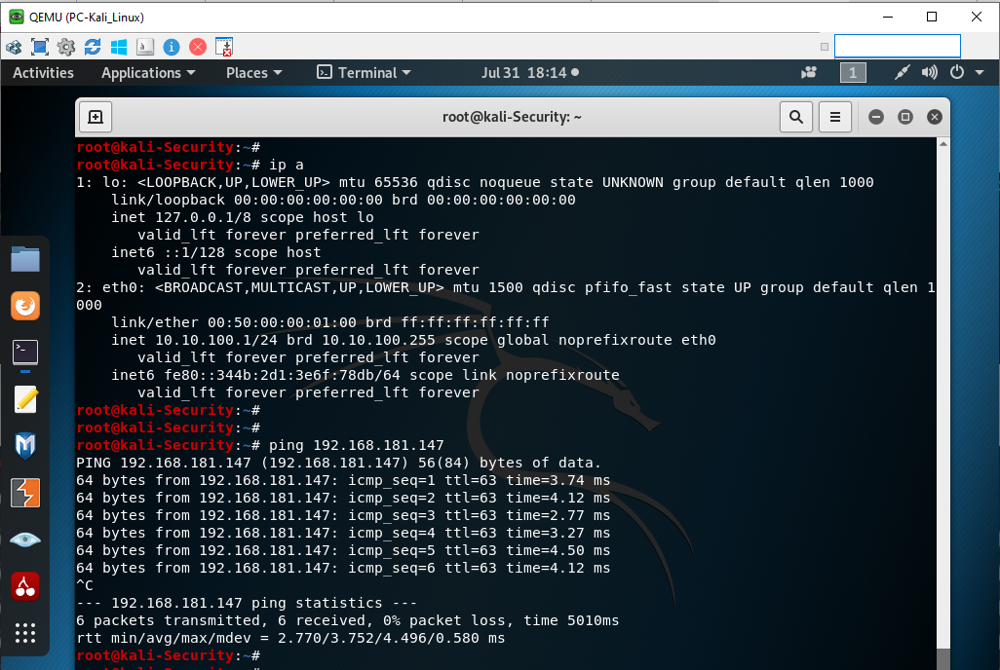 QEMU (PC-Kali_Linux)
Activities Applications Places Terminal Jul 31 18:14 1
root@kali-Security: ~
root@kali-Security:~#
root@kali-Security:~# ip a
1: lo: <LOOPBACK,UP,LOWER_UP> mtu 65536 qdisc noqueue state UNKNOWN group default qlen 1000
    link/loopback 00:00:00:00:00:00 brd 00:00:00:00:00:00
    inet 127.0.0.1/8 scope host lo
       valid_lft forever preferred_lft forever
    inet6 ::1/128 scope host
       valid_lft forever preferred_lft forever
2: eth0: <BROADCAST,MULTICAST,UP,LOWER_UP> mtu 1500 qdisc pfifo_fast state UP group default qlen 1
000
    link/ether 00:50:00:00:01:00 brd ff:ff:ff:ff:ff:ff
    inet 10.10.100.1/24 brd 10.10.100.255 scope global noprefixroute eth0
       valid_lft forever preferred_lft forever
    inet6 fe80::344b:2d1:3e6f:78db/64 scope link noprefixroute
       valid_lft forever preferred_lft forever
root@kali-Security:~#
root@kali-Security:~#
root@kali-Security:~# ping 192.168.181.147
PING 192.168.181.147 (192.168.181.147) 56(84) bytes of data.
64 bytes from 192.168.181.147: icmp_seq=1 ttl=63 time=3.74 ms
64 bytes from 192.168.181.147: icmp_seq=2 ttl=63 time=4.12 ms
64 bytes from 192.168.181.147: icmp_seq=3 ttl=63 time=2.77 ms
64 bytes from 192.168.181.147: icmp_seq=4 ttl=63 time=3.27 ms
64 bytes from 192.168.181.147: icmp_seq=5 ttl=63 time=4.50 ms
64 bytes from 192.168.181.147: icmp_seq=6 ttl=63 time=4.12 ms
^C
--- 192.168.181.147 ping statistics ---
6 packets transmitted, 6 received, 0% packet loss, time 5010ms
rtt min/avg/max/mdev = 2.770/3.752/4.496/0.580 ms
root@kali-Security:~#